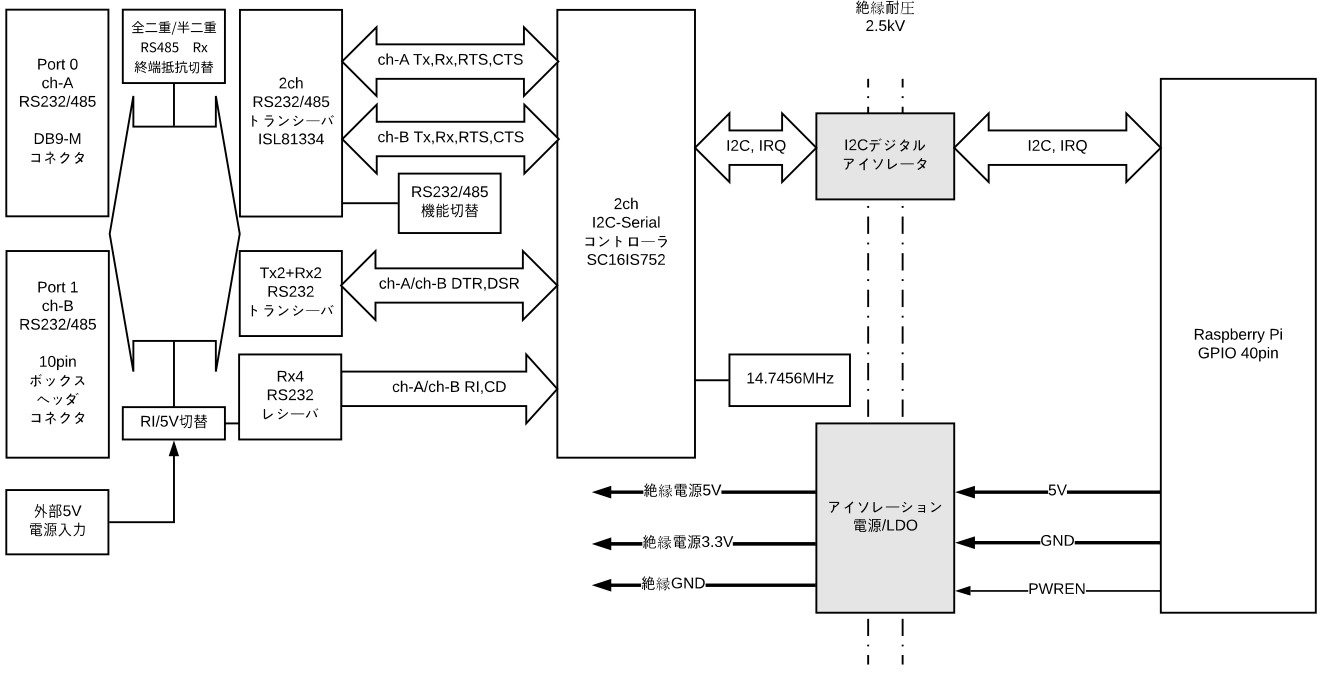 Port 0
ch-A
RS232/485
DB9-M
コネクタ
Port 1
ch-B
RS232/485
10pin
ボックス
ヘッダ
コネクタ
外部5V
電源入力
全二重/半二重
RS485 Rx
終端抵抗切替
RI/5V切替
2ch
RS232/485
トランシーバ
ISL81334
RS232/485
機能切替
Tx2+Rx2
RS232
トランシーバ
Rx4
RS232
レシーバ
ch-A Tx,Rx,RTS,CTS
ch-B Tx,Rx,RTS,CTS
ch-A/ch-B DTR,DSR
ch-A/ch-B RI,CD
2ch
I2C-Serial
コントローラ
SC16IS752
14.7456MHz
絶縁耐圧
2.5kV
I2C, IRQ
I2Cデジタル
アイソレータ
I2C, IRQ
絶縁電源5V
絶縁電源3.3V
絶縁GND
アイソレーション
電源/LDO
5V
GND
PWREN
Raspberry Pi
GPIO 40pin